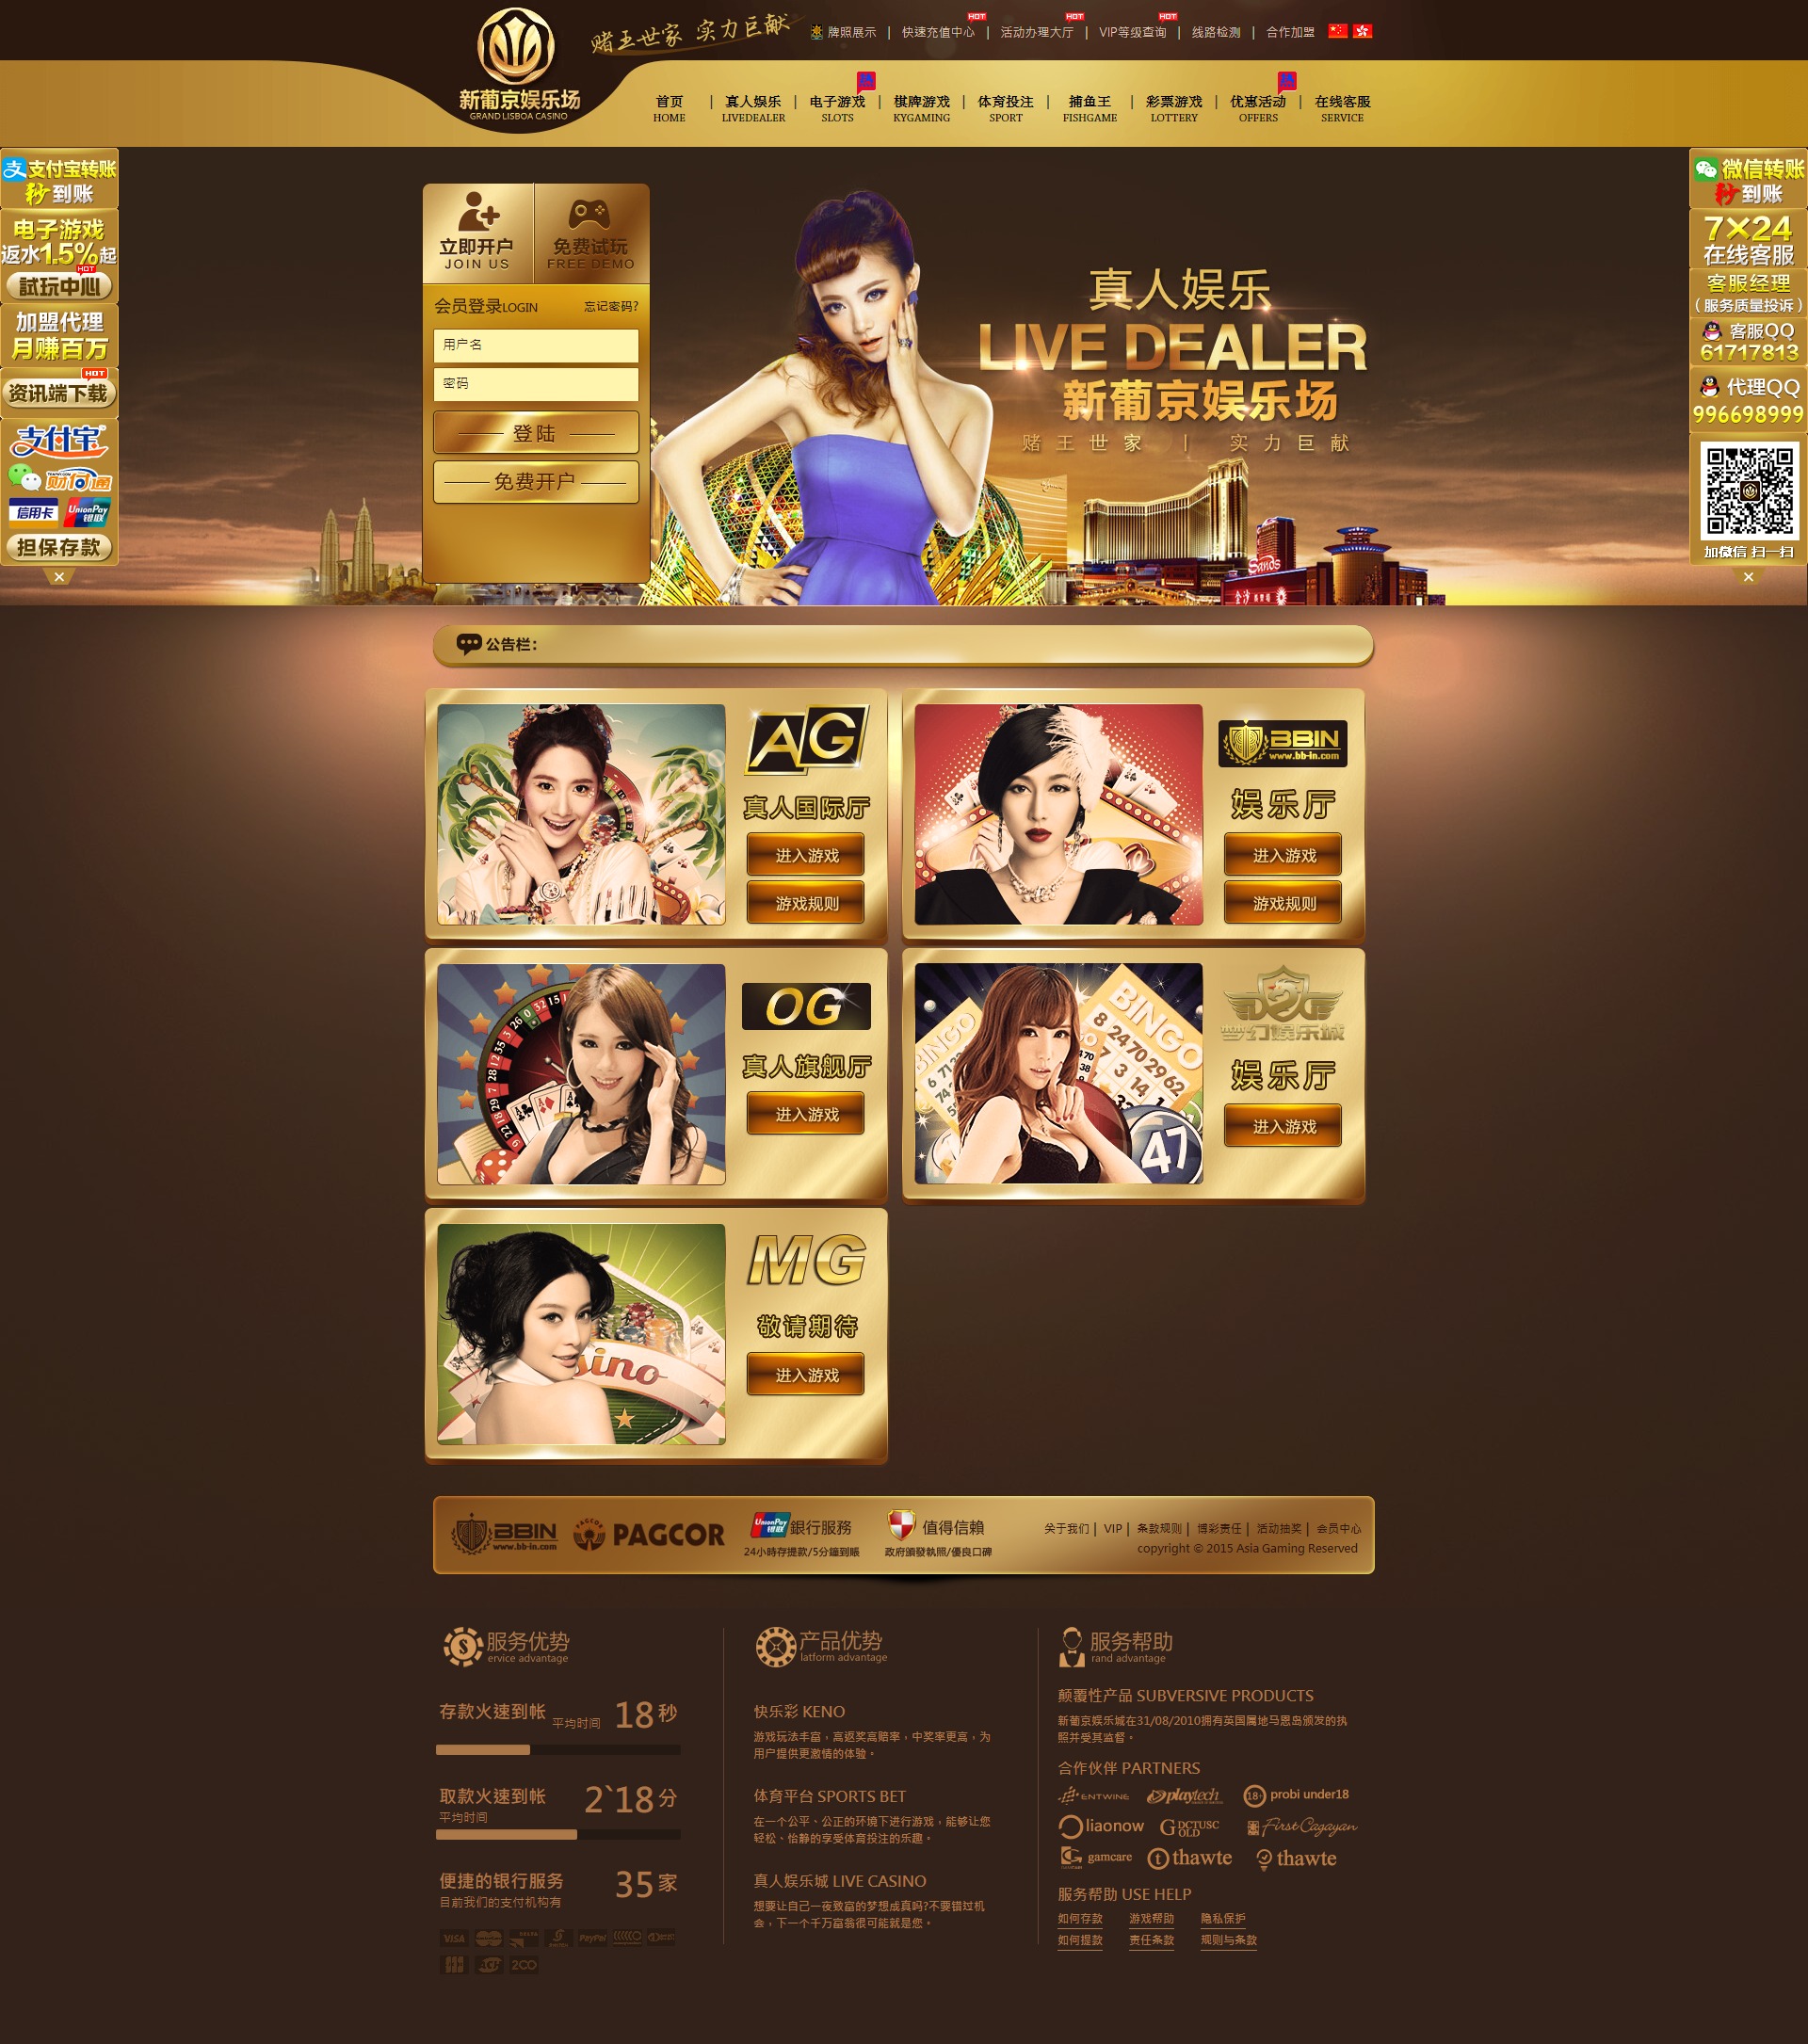 赌王世家 实力巨献
牌照展示 | 快速充值中心 | 活动办理大厅 | VIP等级查询 | 线路检测 | 合作加盟
HOT HOT HOT
新葡京娱乐场
GRAND LISBOA CASINO
首页 | 真人娱乐 | 电子游戏 | 棋牌游戏 | 体育投注 | 捕鱼王 | 彩票游戏 | 优惠活动 | 在线客服
HOME LIVEDEALER SLOTS KYGAMING SPORT FISHGAME LOTTERY OFFERS SERVICE
支付宝转账
秒到账
电子游戏
返水1.5%起
HOT
試玩中心
加盟代理
月赚百万
HOT
资讯端下载
支付宝
财付通
信用卡 UnionPay 银联
担保存款
×
立即开户
JOIN US
免费试玩
FREE DEMO
会员登录LOGIN 忘记密码?
用户名
密码
登陆
免费开户
真人娱乐
LIVE DEALER
新葡京娱乐场
赌王世家 | 实力巨献
Sands
金沙
微信转账
秒到账
7×24
在线客服
客服经理
(服务质量投诉)
客服QQ
61717813
代理QQ
996698999
加微信 扫一扫
×
公告栏:
AG
真人国际厅
进入游戏
游戏规则
BBIN
www.bb-in.com
娱乐厅
进入游戏
游戏规则
OG
真人旗舰厅
进入游戏
BINGO
BINGO
47
梦幻娱乐城
娱乐厅
进入游戏
sino
MG
敬请期待
进入游戏
BBIN
www.bb-in.com
PAGCOR
UnionPay 银联 銀行服務
24小時存提款/5分鐘到賬
值得信賴
政府頒發執照/優良口碑
关于我们 | VIP | 条款规则 | 博彩责任 | 活动抽奖 | 会员中心
copyright © 2015 Asia Gaming Reserved
服务优势
ervice advantage
存款火速到帐 平均时间 18秒
取款火速到帐 2`18分
平均时间
便捷的银行服务 35家
目前我们的支付机构有
VISA PayPal
产品优势
latform advantage
快乐彩 KENO
游戏玩法丰富，高返奖高赔率，中奖率更高，为
用户提供更激情的体验。
体育平台 SPORTS BET
在一个公平、公正的环境下进行游戏，能够让您
轻松、怡静的享受体育投注的乐趣。
真人娱乐城 LIVE CASINO
想要让自己一夜致富的梦想成真吗?不要错过机
会，下一个千万富翁很可能就是您。
服务帮助
rand advantage
颠覆性产品 SUBVERSIVE PRODUCTS
新葡京娱乐城在31/08/2010拥有英国属地马恩岛颁发的执
照并受其监督。
合作伙伴 PARTNERS
ENTWINE playtech 18+ probi under18
liaonow GDCTUSC GOLD First Cagayan
gamcare thawte thawte
服务帮助 USE HELP
如何存款 游戏帮助 隐私保护
如何提款 责任条款 规则与条款